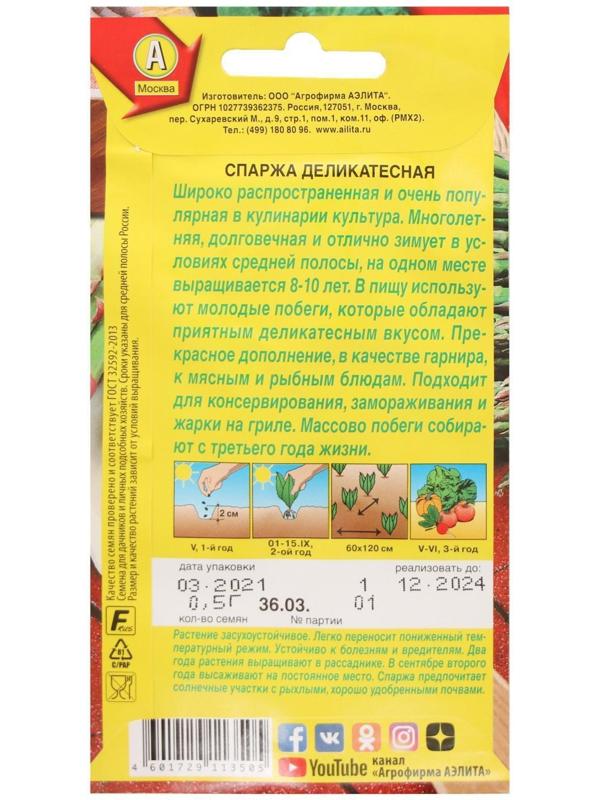 А
Москва
Изготовитель: ООО "Агрофирма АЭЛИТА".
ОГРН 1027739362375. Россия,127051, г. Москва,
пер. Сухаревский М., д.9, стр.1, пом.1, ком.11, оф. (РМХ2).
Тел.: (499) 180 80 96. www.ailita.ru
СПАРЖА ДЕЛИКАТЕСНАЯ
Широко распространенная и очень попу-
лярная в кулинарии культура. Многолет-
няя, долговечная и отлично зимует в ус-
ловиях средней полосы, на одном месте
выращивается 8-10 лет. В пищу использу-
ют молодые побеги, которые обладают
приятным деликатесным вкусом. Пре-
красное дополнение, в качестве гарнира,
к мясным и рыбным блюдам. Подходит
для консервирования, замораживания и
жарки на гриле. Массово побеги собира-
ют с третьего года жизни.
Качество семян проверено и соответствует ГОСТ 32592-2013
Семена для дачников и личных подсобных хозяйств. Сроки указаны для средней полосы России.
Размер и качество растений зависит от условий выращивания.
2 см
V, 1-й год
01-15.IX,
2-ой год
60х120 см
V-VI, 3-й год
дата упаковки
реализовать до:
03·2021
1
12·2024
0,5Г
36.03.
01
кол-во семян
№ партии
F Rus
81
C/PAP
Растение засухоустойчивое. Легко переносит пониженный тем-
пературный режим. Устойчиво к болезням и вредителям. Два
года растения выращивают в рассаднике. В сентябре второго
года высаживают на постоянное место. Спаржа предпочитает
солнечные участки с рыхлыми, хорошо удобренными почвами.
4 601729 113505
YouTube
канал
«Агрофирма АЭЛИТА»